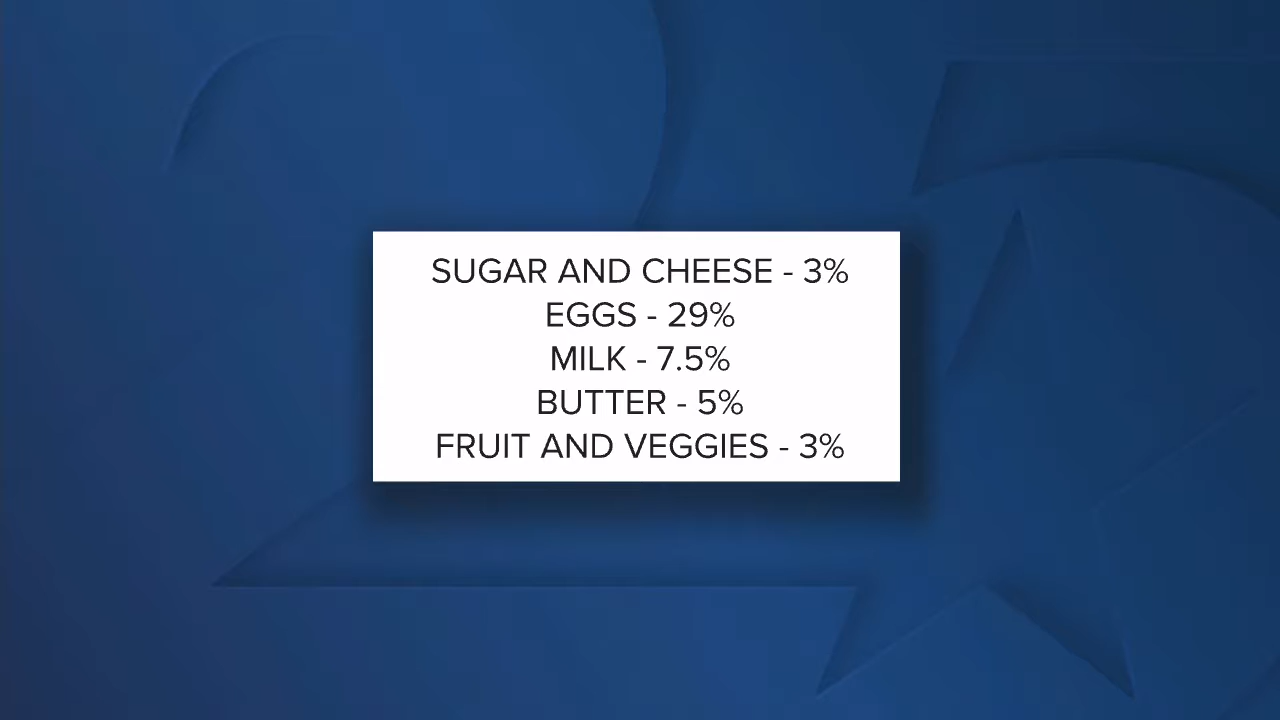 SUGAR AND CHEESE - 3%
EGGS - 29%
MILK - 7.5%
BUTTER - 5%
FRUIT AND VEGGIES - 3%